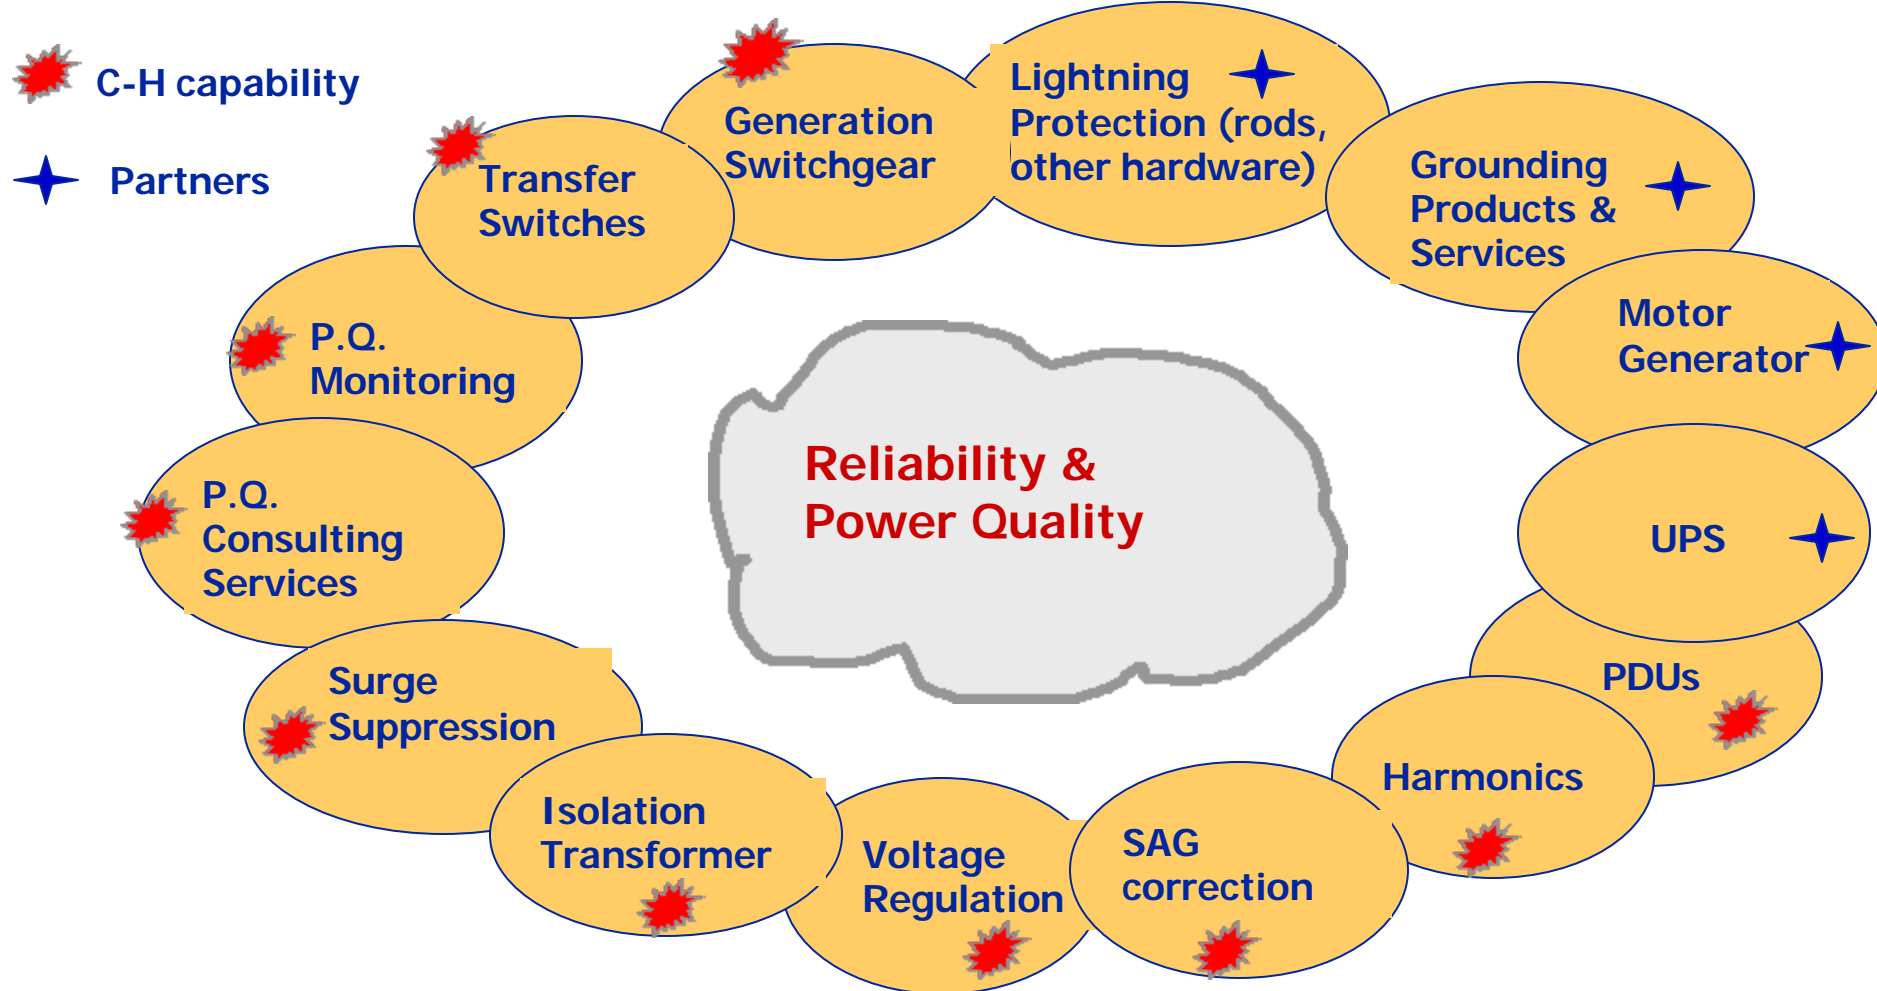 C-H capability
Partners
Generation
Switchgear
Lightning
Protection (rods,
other hardware)
Grounding
Products &
Services
Motor
Generator
UPS
PDUs
Harmonics
SAG
correction
Voltage
Regulation
Isolation
Transformer
Surge
Suppression
P.Q.
Consulting
Services
P.Q.
Monitoring
Transfer
Switches
Reliability &
Power Quality